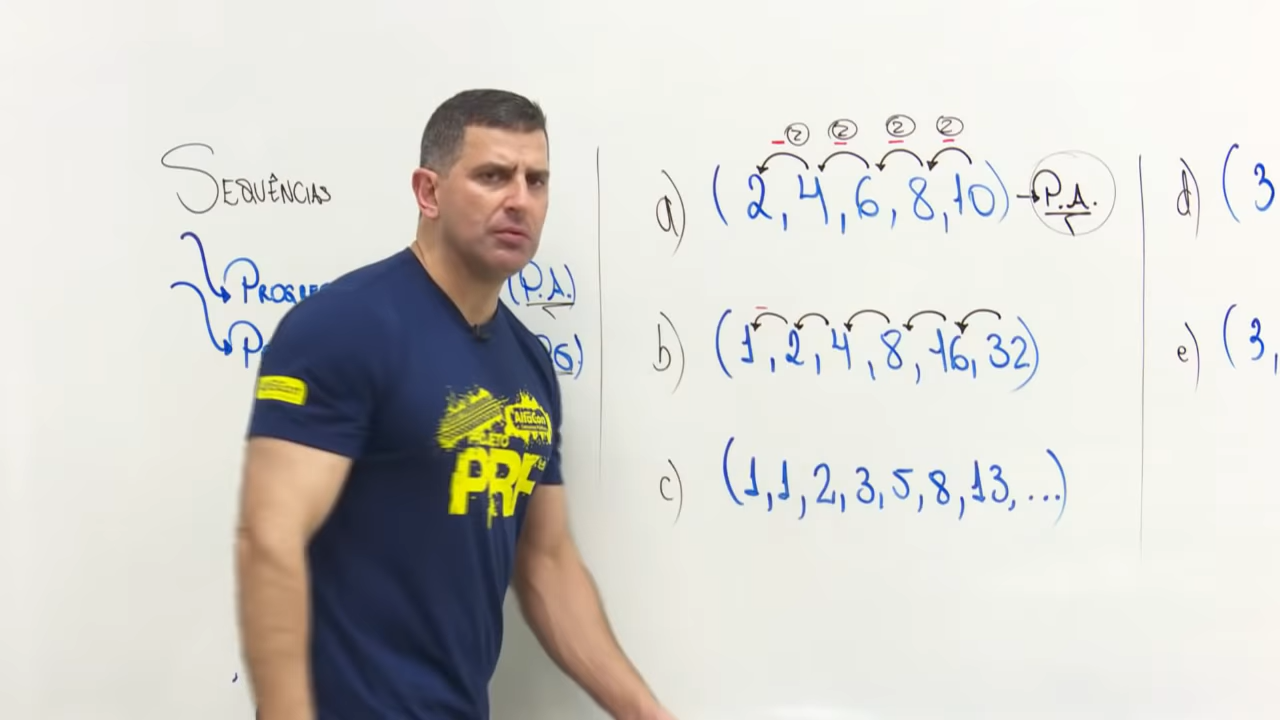 SEQUÊNCIAS
(P.A.)
a) (2, 4, 6, 8, 10) → P.A.
2 2 2 2
b) (1, 2, 4, 8, 16, 32)
c) (1, 1, 2, 3, 5, 8, 13, ...)
d) (3
e) (3,
AlfaCon
PRF